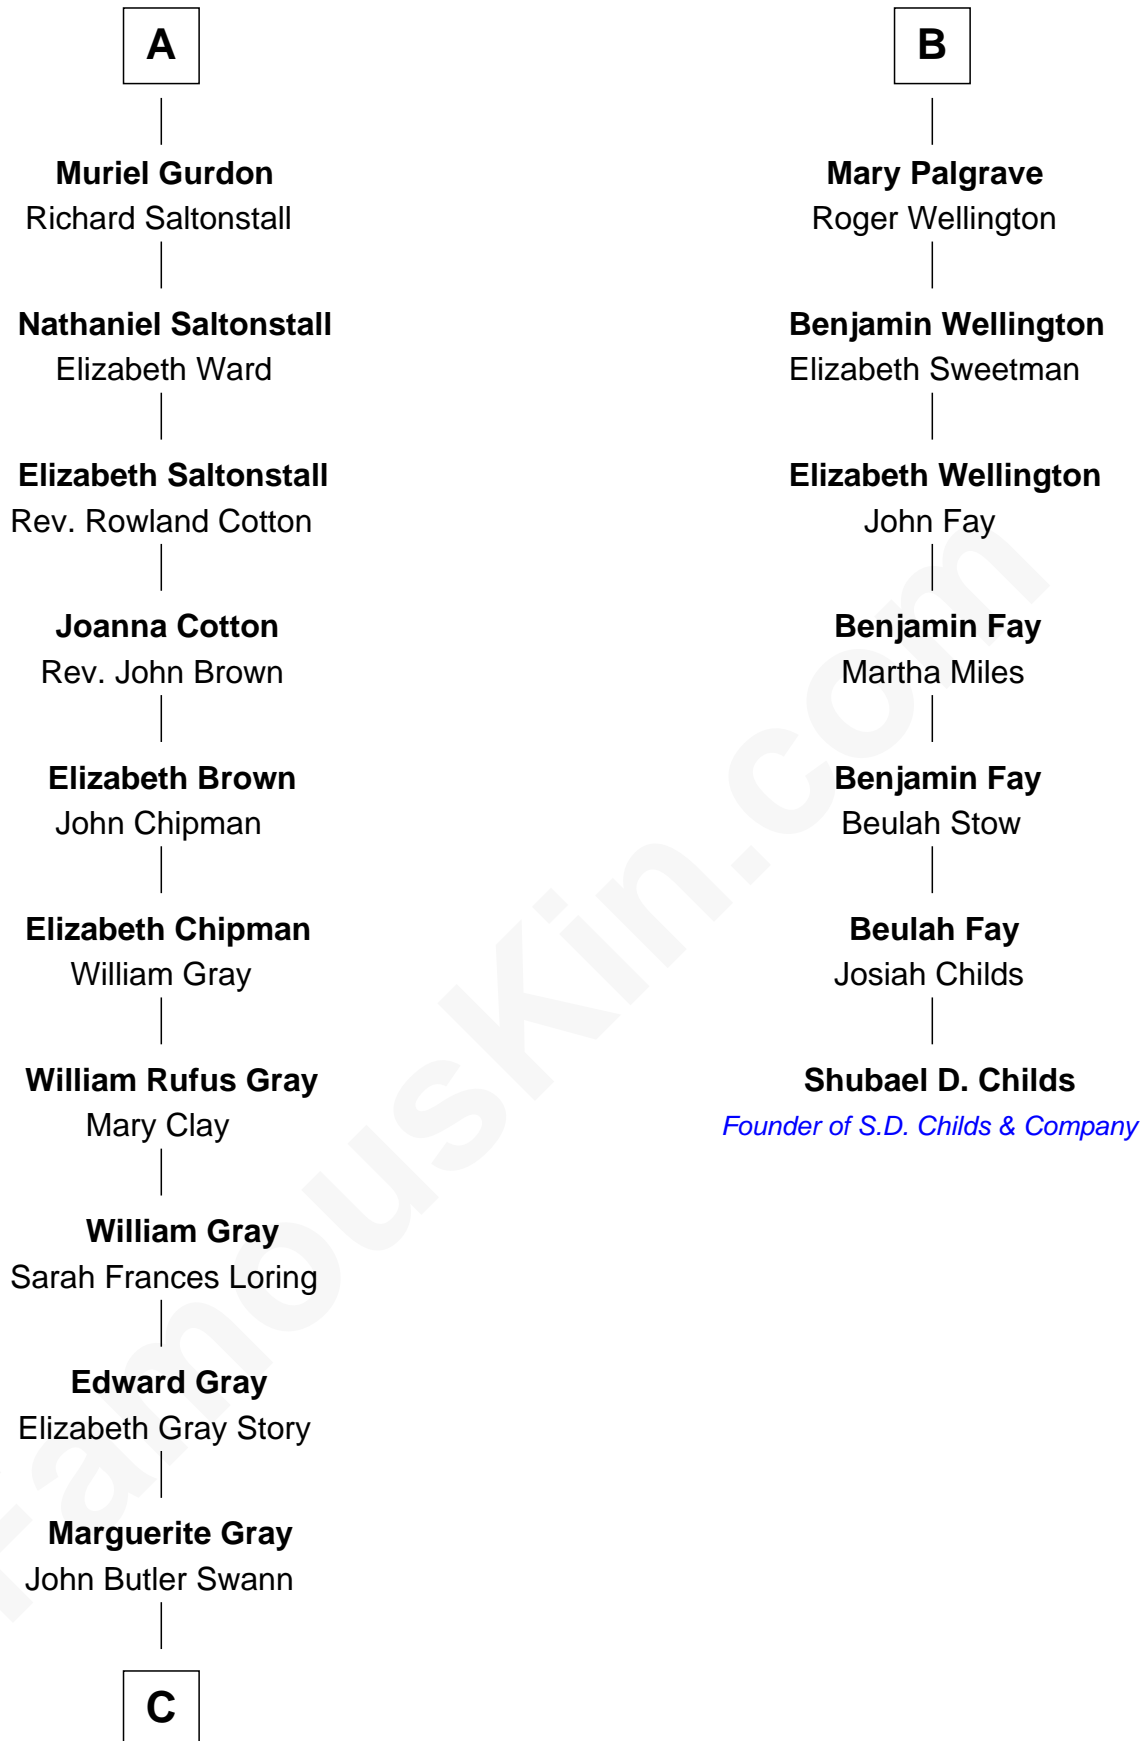 A
Muriel Gurdon
Richard Saltonstall
Nathaniel Saltonstall
Elizabeth Ward
Elizabeth Saltonstall
Rev. Rowland Cotton
Joanna Cotton
Rev. John Brown
Elizabeth Brown
John Chipman
Elizabeth Chipman
William Gray
William Rufus Gray
Mary Clay
William Gray
Sarah Frances Loring
Edward Gray
Elizabeth Gray Story
Marguerite Gray
John Butler Swann
C
B
Mary Palgrave
Roger Wellington
Benjamin Wellington
Elizabeth Sweetman
Elizabeth Wellington
John Fay
Benjamin Fay
Martha Miles
Benjamin Fay
Beulah Stow
Beulah Fay
Josiah Childs
Shubael D. Childs
Founder of S.D. Childs & Company
FamousKin.com